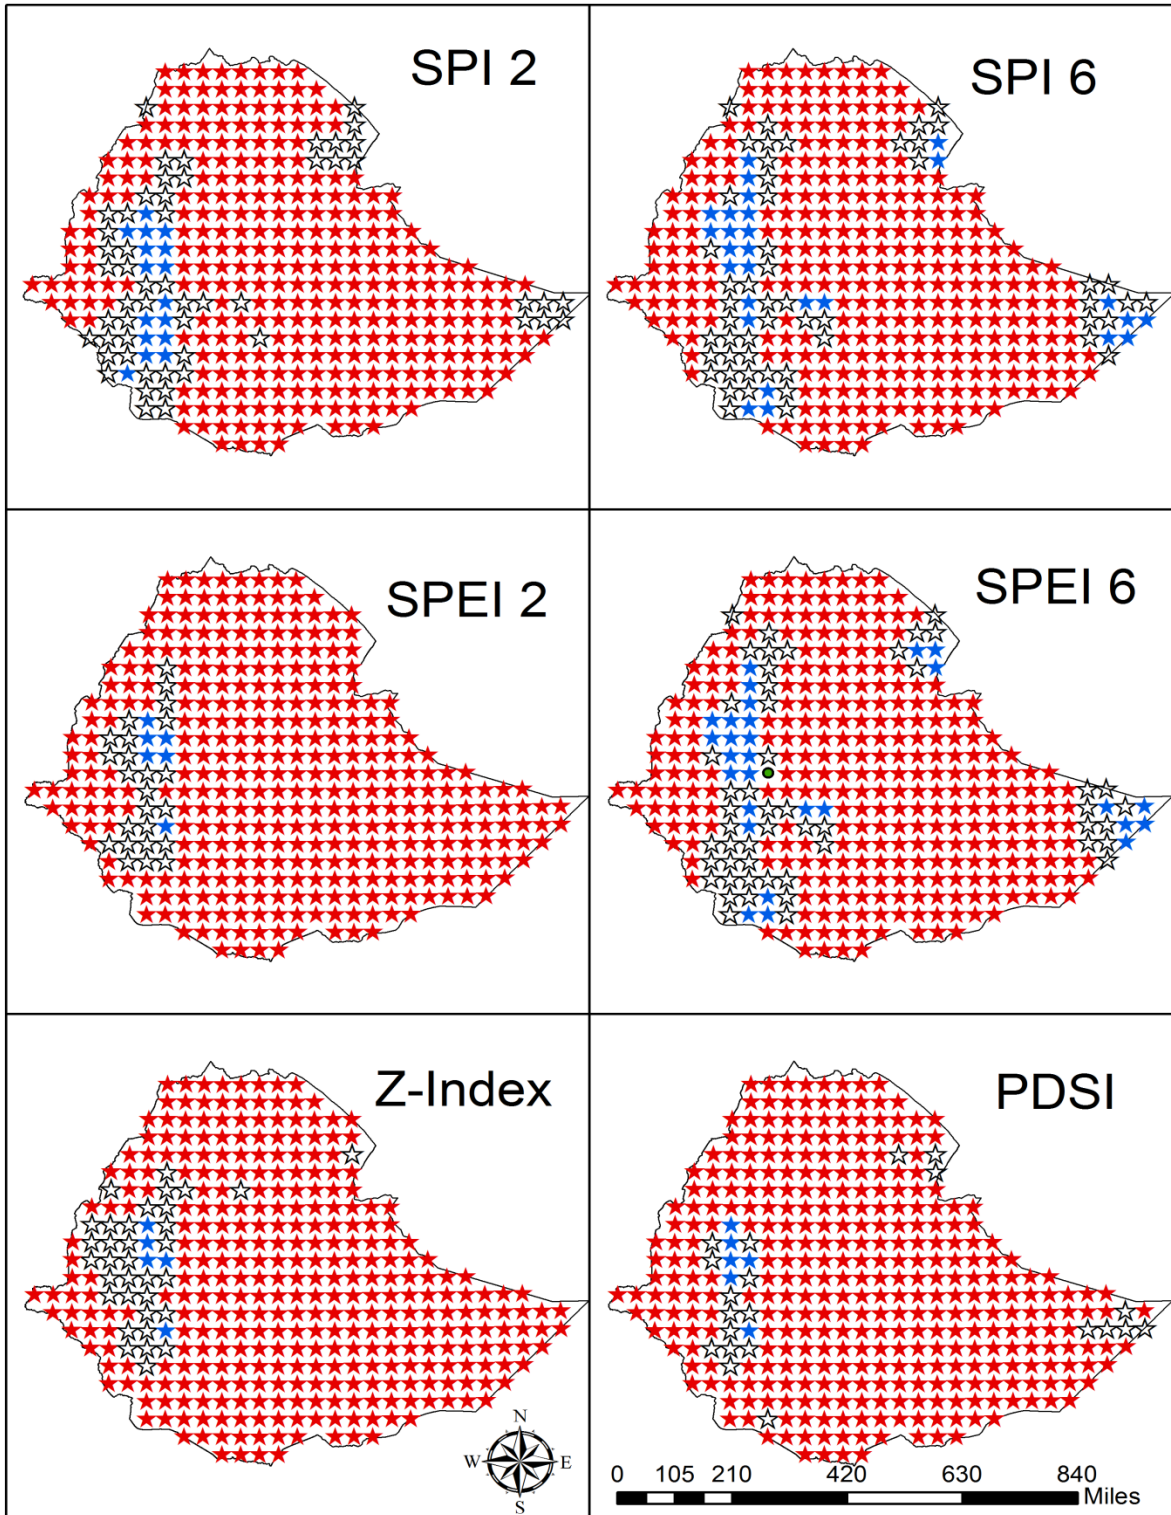 SPI 2
SPI 6
SPEI 2
SPEI 6
Z-Index
PDSI
N
W E
S
0 105 210 420 630 840
Miles